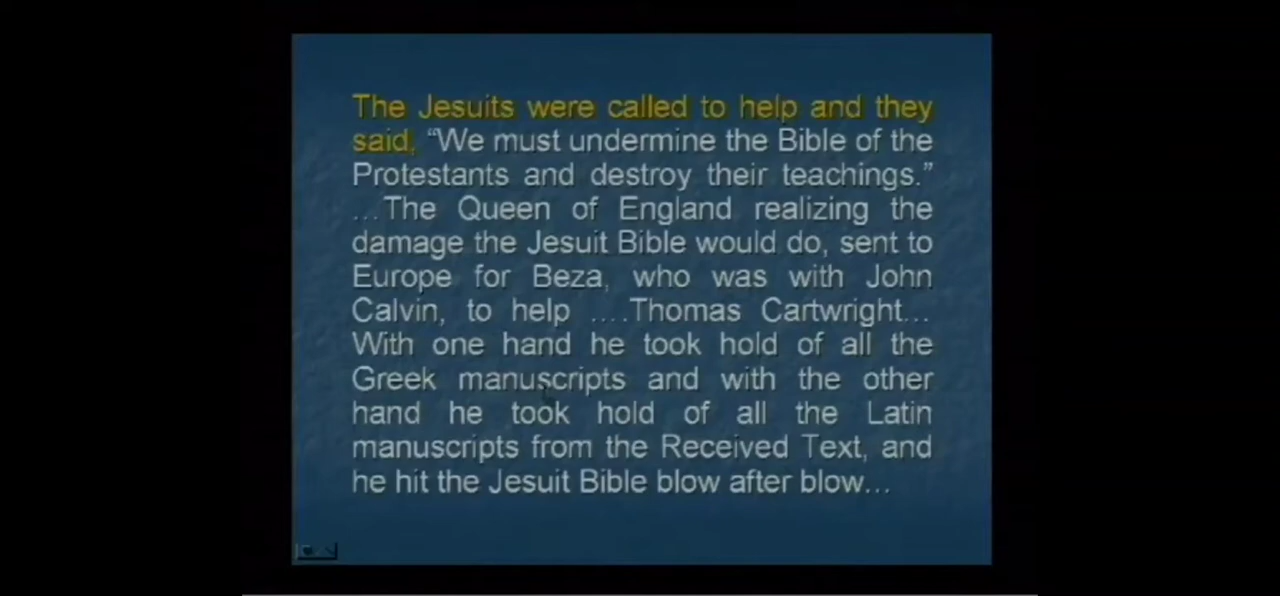 The Jesuits were called to help and they
said, “We must undermine the Bible of the
Protestants and destroy their teachings.”
…The Queen of England realizing the
damage the Jesuit Bible would do, sent to
Europe for Beza, who was with John
Calvin, to help ….Thomas Cartwright…
With one hand he took hold of all the
Greek manuscripts and with the other
hand he took hold of all the Latin
manuscripts from the Received Text, and
he hit the Jesuit Bible blow after blow…